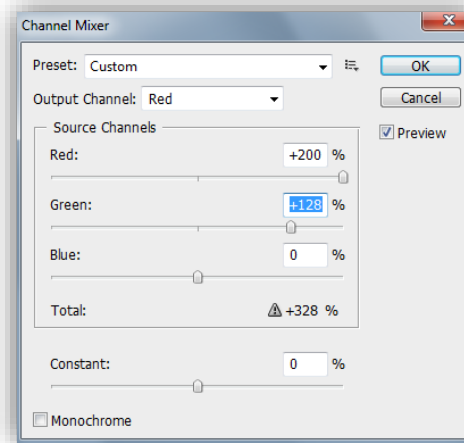 Channel Mixer
Preset: Custom
OK
Output Channel: Red
Cancel
Source Channels
Preview
Red: +200 %
Green: +128 %
Blue: 0 %
Total: +328 %
Constant: 0 %
Monochrome